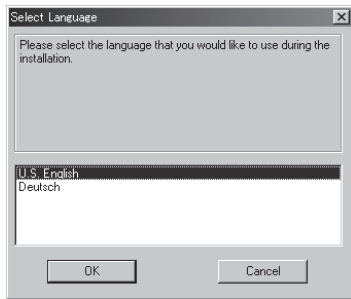 Select Language
Please select the language that you would like to use during the
installation.
U.S. English
Deutsch
OK
Cancel